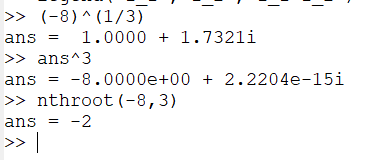 >> (-8)^(1/3)
ans =  1.0000 + 1.7321i
>> ans^3
ans = -8.0000e+00 + 2.2204e-15i
>> nthroot(-8,3)
ans = -2
>>